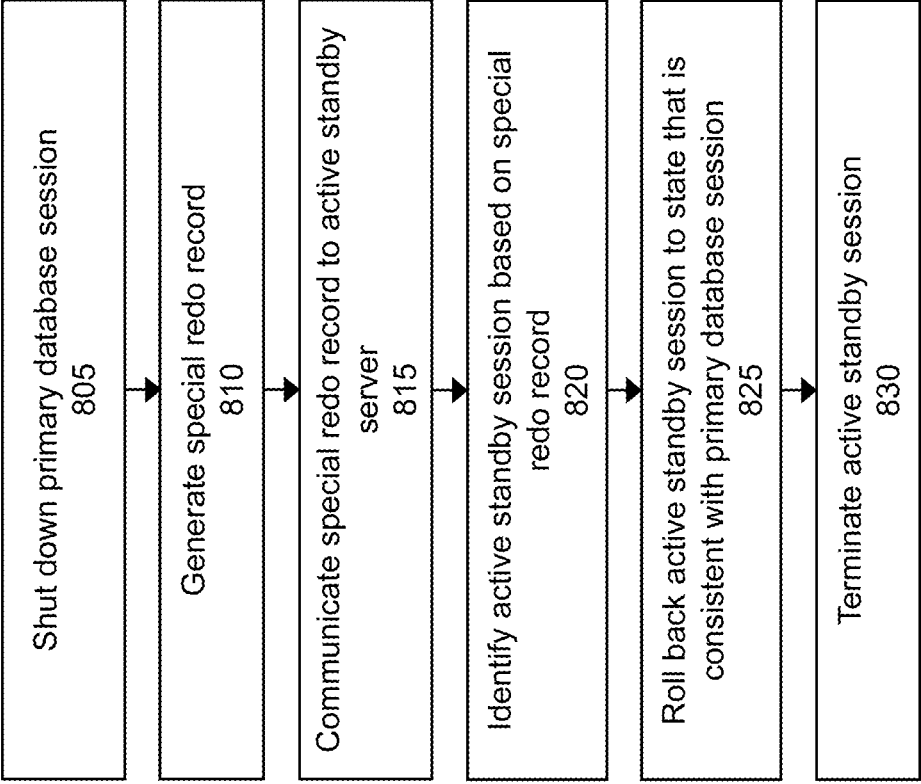 Shut down primary database session
805
Generate special redo record
810
Communicate special redo record to active standby
server
815
Identify active standby session based on special
redo record
820
Roll back active standby session to state that is
consistent with primary database session
825
Terminate active standby session
830